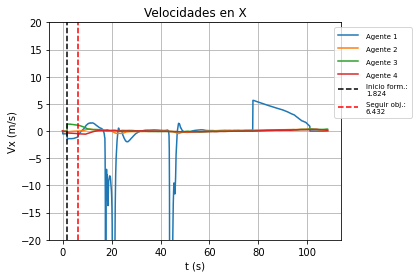 Velocidades en X
Vx (m/s)
20
15
10
5
0
−5
−10
−15
−20
0
20
40
60
80
100
t (s)
Agente 1
Agente 2
Agente 3
Agente 4
Inicio form.:
1.824
Seguir obj.:
6.432